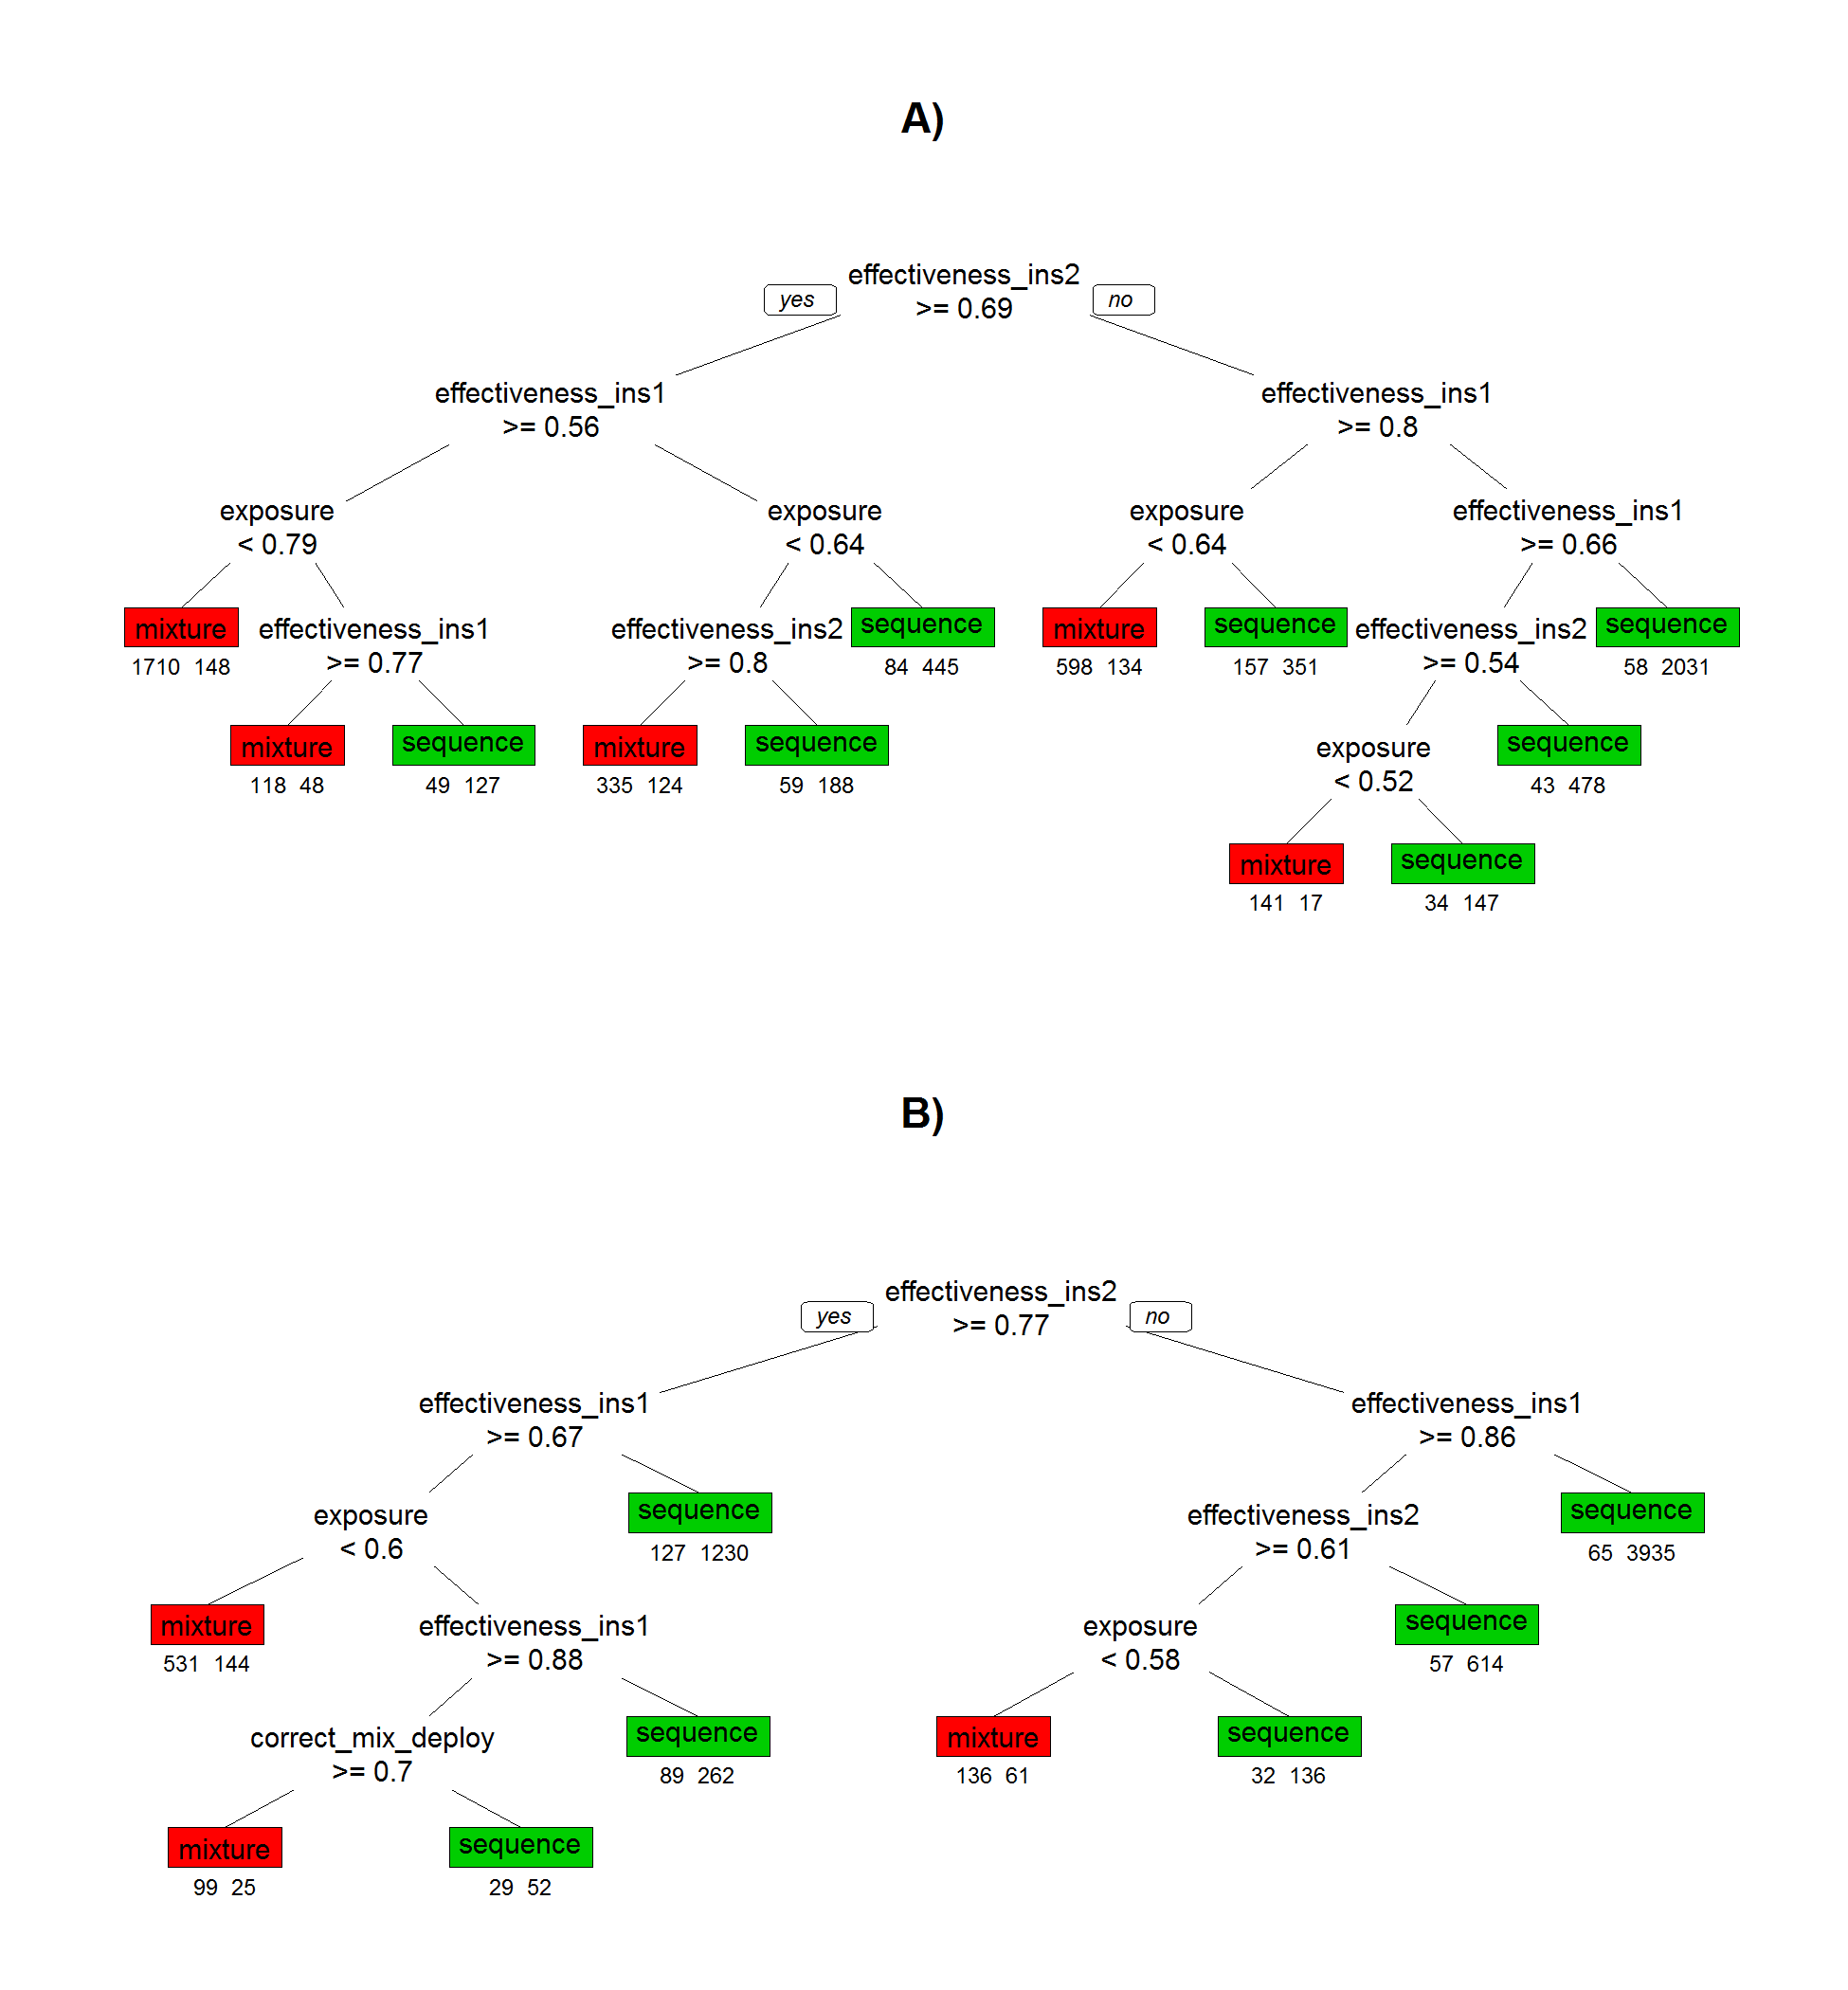 A)
effectiveness_ins2
>= 0.69
yes
no
effectiveness_ins1
>= 0.56
effectiveness_ins1
>= 0.8
exposure
< 0.79
exposure
< 0.64
exposure
< 0.64
effectiveness_ins1
>= 0.66
mixture
1710 148
effectiveness_ins1
>= 0.77
effectiveness_ins2
>= 0.8
sequence
84 445
mixture
598 134
sequence
157 351
effectiveness_ins2
>= 0.54
sequence
58 2031
mixture
118 48
sequence
49 127
mixture
335 124
sequence
59 188
exposure
< 0.52
sequence
43 478
mixture
141 17
sequence
34 147
B)
effectiveness_ins2
>= 0.77
yes
no
effectiveness_ins1
>= 0.67
effectiveness_ins1
>= 0.86
exposure
< 0.6
sequence
127 1230
effectiveness_ins2
>= 0.61
sequence
65 3935
mixture
531 144
effectiveness_ins1
>= 0.88
exposure
< 0.58
sequence
57 614
correct_mix_deploy
>= 0.7
sequence
89 262
mixture
136 61
sequence
32 136
mixture
99 25
sequence
29 52